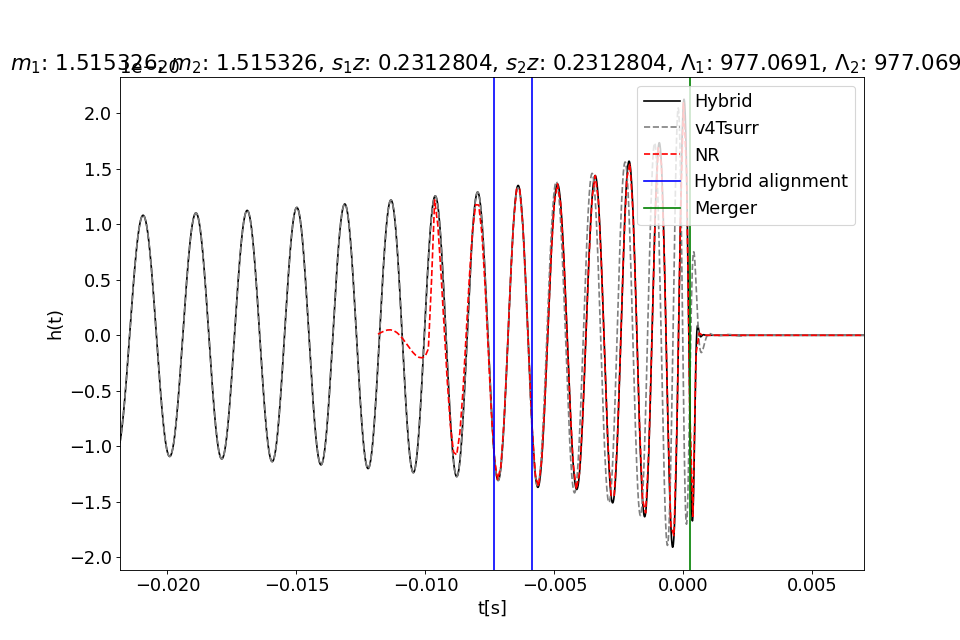 m₁: 1.515326, m₂: 1.515326, s₁z: 0.2312804, s₂z: 0.2312804, Λ₁: 977.0691, Λ₂: 977.069
1e−20
Hybrid
v4Tsurr
NR
Hybrid alignment
Merger
2.0
1.5
1.0
0.5
0.0
−0.5
−1.0
−1.5
−2.0
h(t)
−0.020
−0.015
−0.010
−0.005
0.000
0.005
t[s]